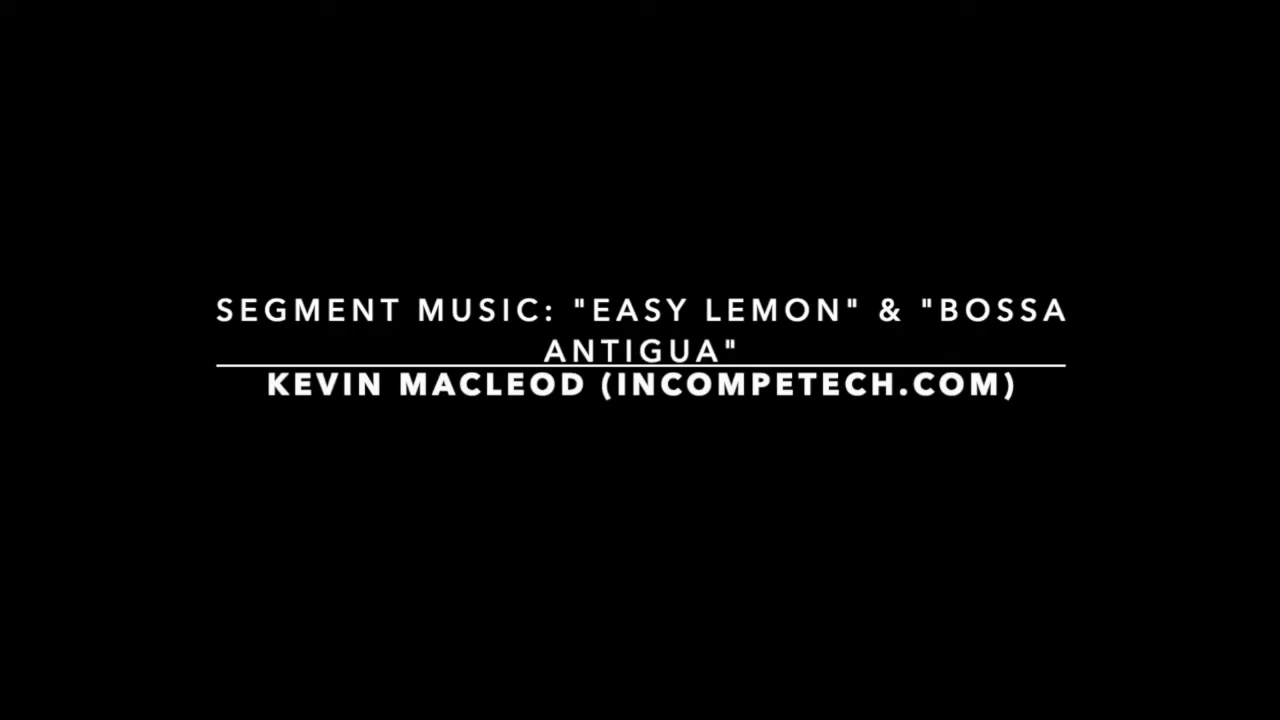 SEGMENT MUSIC: "EASY LEMON" & "BOSSA
ANTIGUA"
KEVIN MACLEOD (INCOMPETECH.COM)